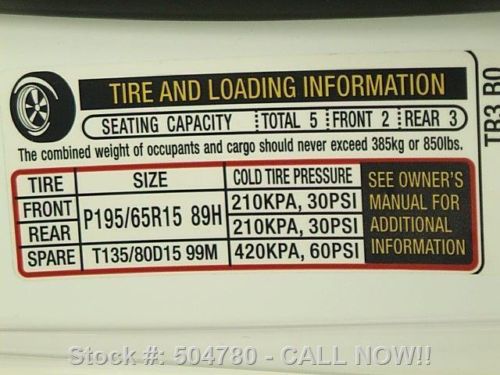 TIRE AND LOADING INFORMATION
SEATING CAPACITY TOTAL 5 FRONT 2 REAR 3
The combined weight of occupants and cargo should never exceed 385kg or 850lbs.
TIRE SIZE COLD TIRE PRESSURE SEE OWNER'S
FRONT P195/65R15 89H 210KPA, 30PSI MANUAL FOR
REAR 210KPA, 30PSI ADDITIONAL
SPARE T135/80D15 99M 420KPA, 60PSI INFORMATION
TR3 B0
Stock #: 504780 - CALL NOW!!